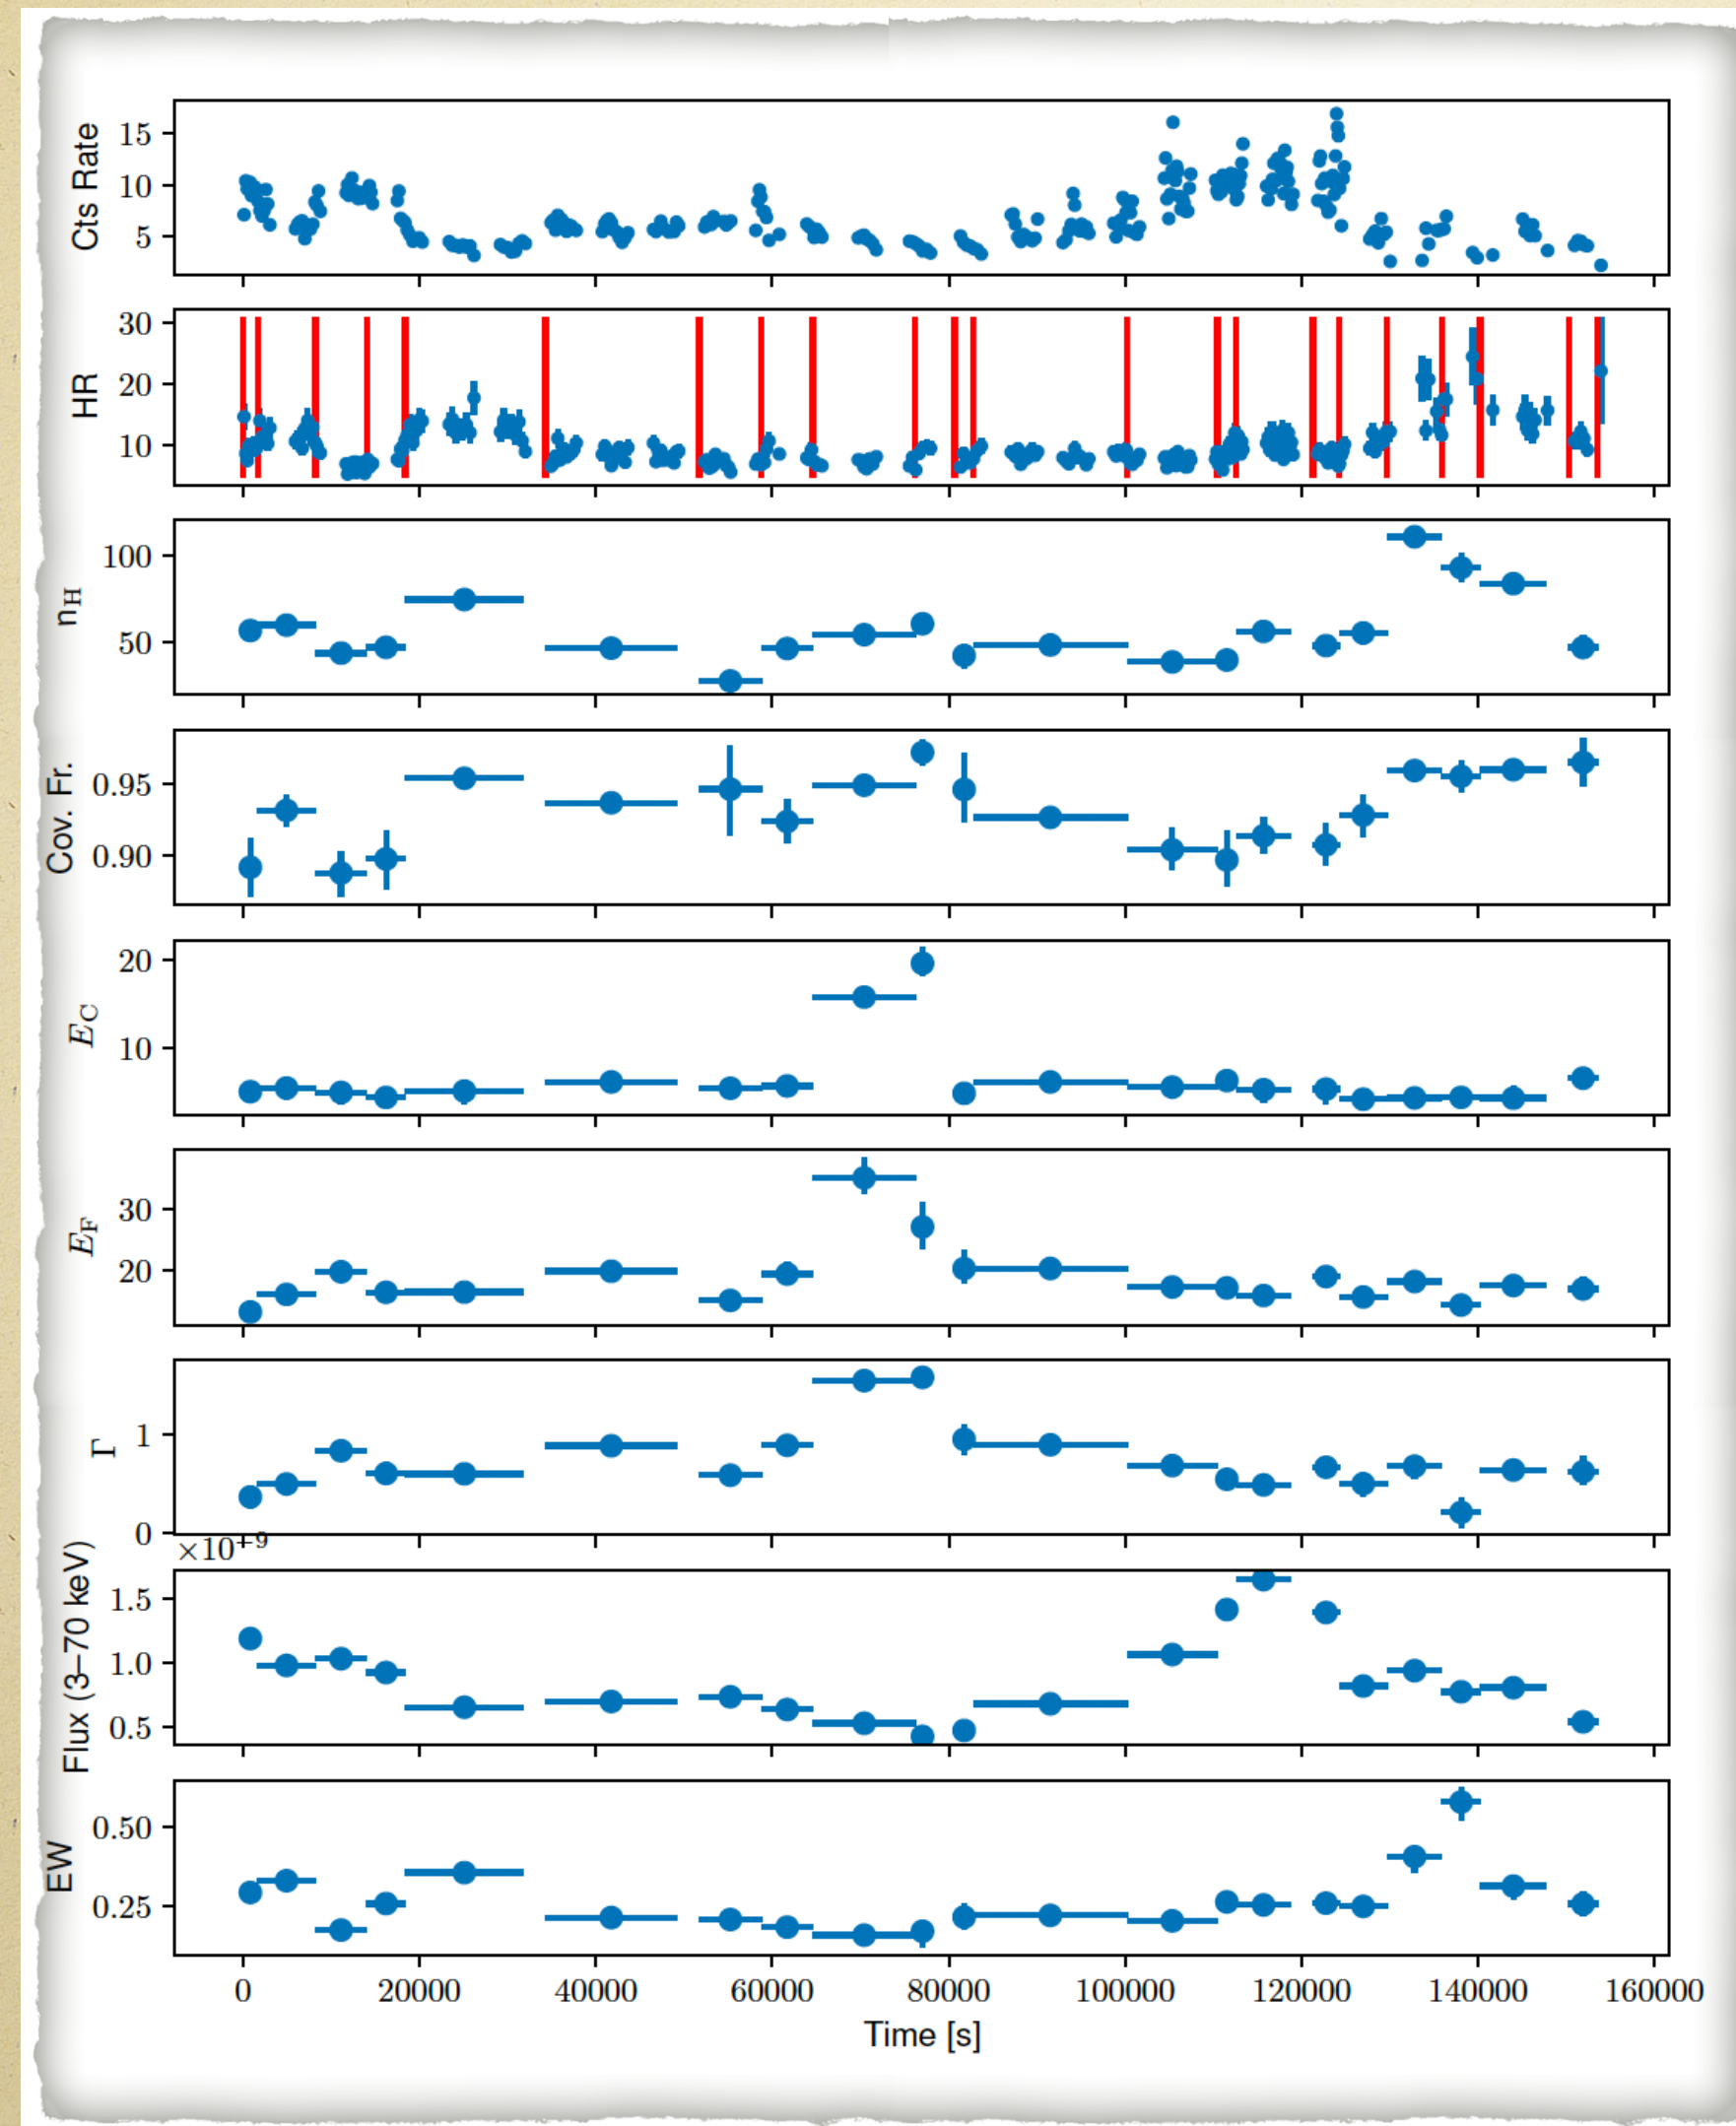 Cts Rate
15
10
5
HR
30
20
10
nH
100
50
Cov. Fr.
0.95
0.90
EC
20
10
EF
30
20
Γ
1
0
×10⁻⁹
Flux (3–70 keV)
1.5
1.0
0.5
EW
0.50
0.25
0 20000 40000 60000 80000 100000 120000 140000 160000
Time [s]